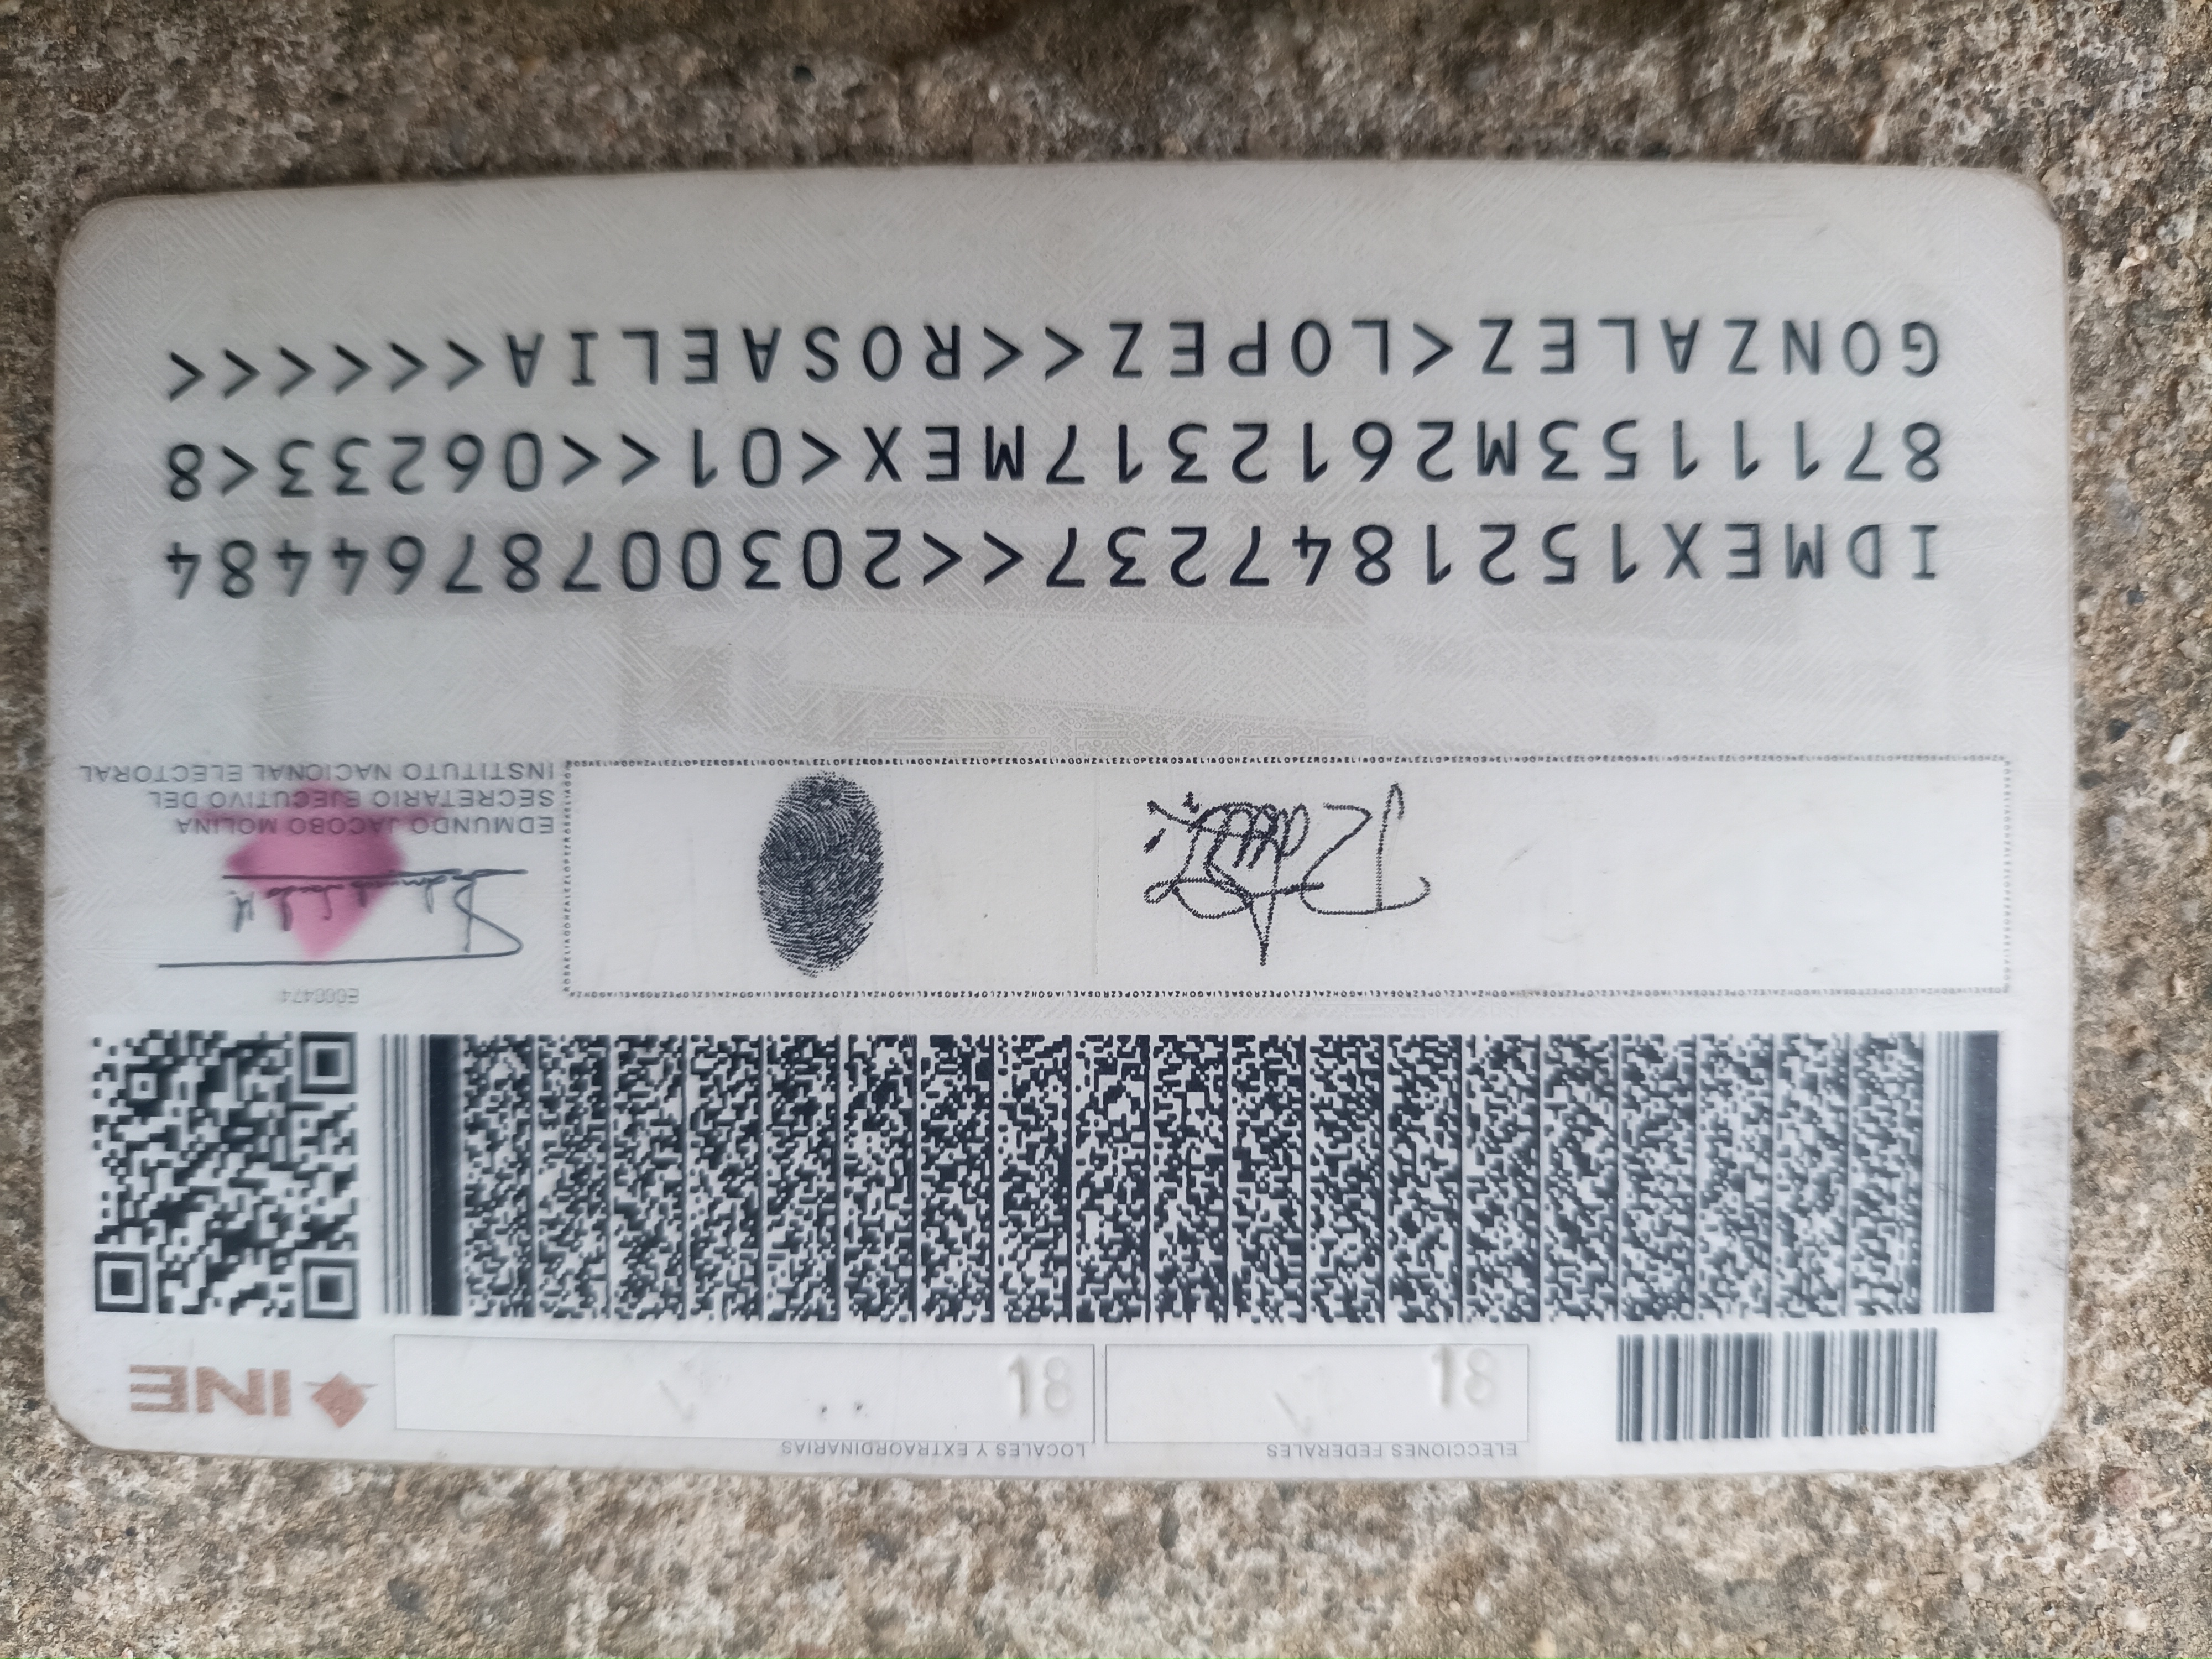 ELECCIONES FEDERALES
LOCALES Y EXTRAORDINARIAS
18
18
INE
E000474
EDMUNDO JACOBO MOLINA
SECRETARIO EJECUTIVO DEL
INSTITUTO NACIONAL ELECTORAL
IDMEX1521847237<<2030078764484
8711153M2612317MEX<01<<06233<8
GONZALEZ<LOPEZ<<ROSAELIA<<<<<<